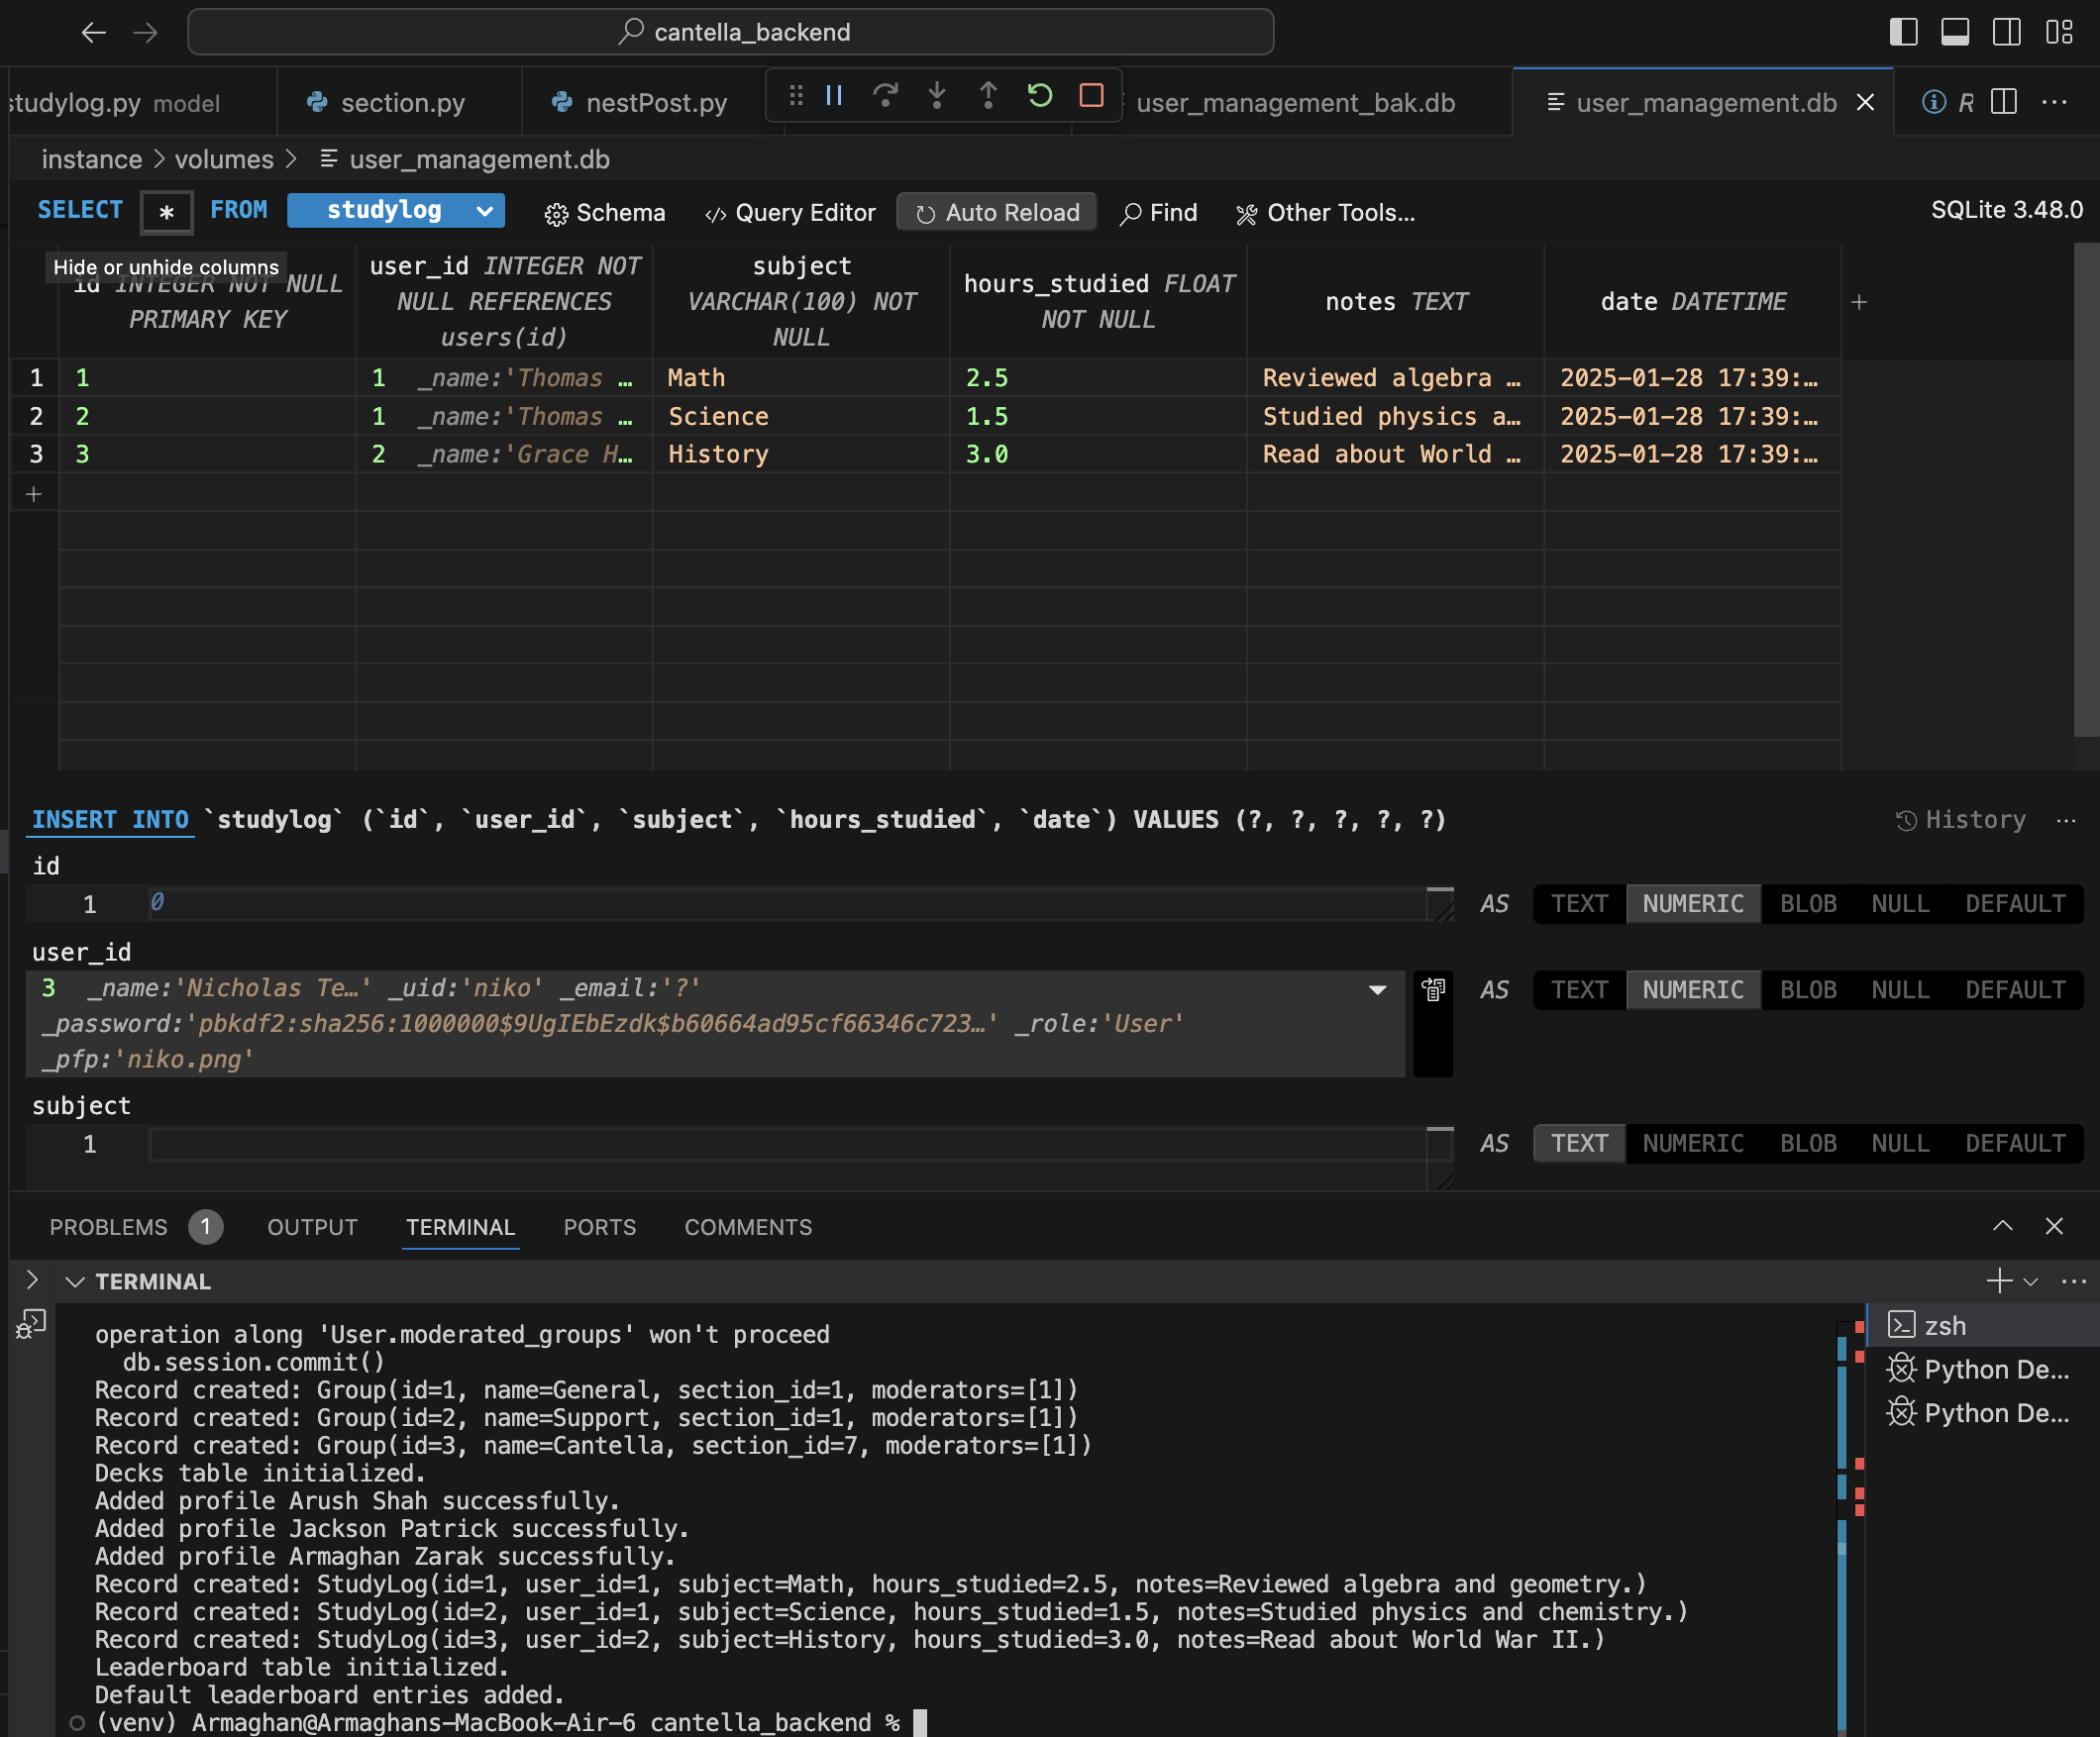 cantella_backend
studylog.py model
section.py
nestPost.py
user_management_bak.db
user_management.db
R
instance > volumes > user_management.db
SELECT * FROM studylog Schema Query Editor Auto Reload Find Other Tools... SQLite 3.48.0
Hide or unhide columns
id INTEGER NOT NULL
PRIMARY KEY
user_id INTEGER NOT
NULL REFERENCES
users(id)
subject
VARCHAR(100) NOT
NULL
hours_studied FLOAT
NOT NULL
notes TEXT
date DATETIME
+
1 1 1 _name:'Thomas … Math 2.5 Reviewed algebra … 2025-01-28 17:39:…
2 2 1 _name:'Thomas … Science 1.5 Studied physics a… 2025-01-28 17:39:…
3 3 2 _name:'Grace H… History 3.0 Read about World … 2025-01-28 17:39:…
+
INSERT INTO `studylog` (`id`, `user_id`, `subject`, `hours_studied`, `date`) VALUES (?, ?, ?, ?, ?) History ...
id
1 0 AS TEXT NUMERIC BLOB NULL DEFAULT
user_id
3 _name:'Nicholas Te…' _uid:'niko' _email:'?' AS TEXT NUMERIC BLOB NULL DEFAULT
_password:'pbkdf2:sha256:1000000$9UgIEbEzdk$b60664ad95cf66346c723…' _role:'User'
_pfp:'niko.png'
subject
1 AS TEXT NUMERIC BLOB NULL DEFAULT
PROBLEMS 1 OUTPUT TERMINAL PORTS COMMENTS
TERMINAL
operation along 'User.moderated_groups' won't proceed
db.session.commit()
Record created: Group(id=1, name=General, section_id=1, moderators=[1])
Record created: Group(id=2, name=Support, section_id=1, moderators=[1])
Record created: Group(id=3, name=Cantella, section_id=7, moderators=[1])
Decks table initialized.
Added profile Arush Shah successfully.
Added profile Jackson Patrick successfully.
Added profile Armaghan Zarak successfully.
Record created: StudyLog(id=1, user_id=1, subject=Math, hours_studied=2.5, notes=Reviewed algebra and geometry.)
Record created: StudyLog(id=2, user_id=1, subject=Science, hours_studied=1.5, notes=Studied physics and chemistry.)
Record created: StudyLog(id=3, user_id=2, subject=History, hours_studied=3.0, notes=Read about World War II.)
Leaderboard table initialized.
Default leaderboard entries added.
(venv) Armaghan@Armaghans-MacBook-Air-6 cantella_backend %
zsh
Python De...
Python De...